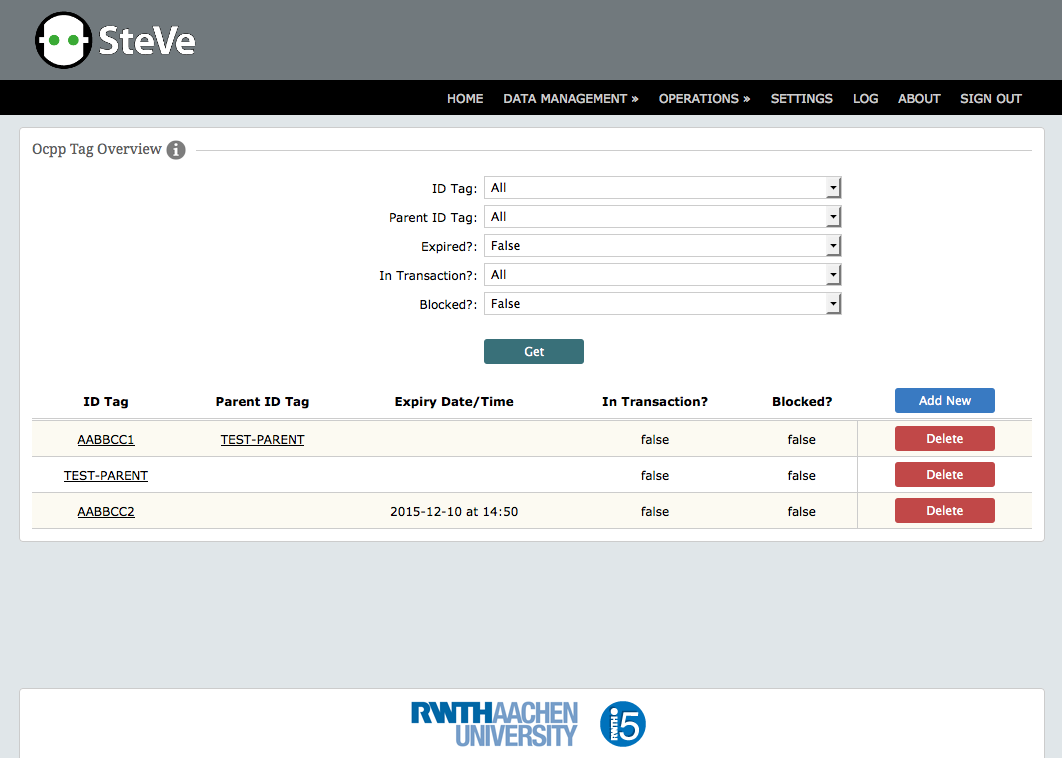 SteVe
HOME DATA MANAGEMENT » OPERATIONS » SETTINGS LOG ABOUT SIGN OUT
Ocpp Tag Overview i
ID Tag: All
Parent ID Tag: All
Expired?: False
In Transaction?: All
Blocked?: False
Get
ID Tag Parent ID Tag Expiry Date/Time In Transaction? Blocked? Add New
AABBCC1 TEST-PARENT false false Delete
TEST-PARENT false false Delete
AABBCC2 2015-12-10 at 14:50 false false Delete
RWTHAACHEN
UNIVERSITY
RWTH i5